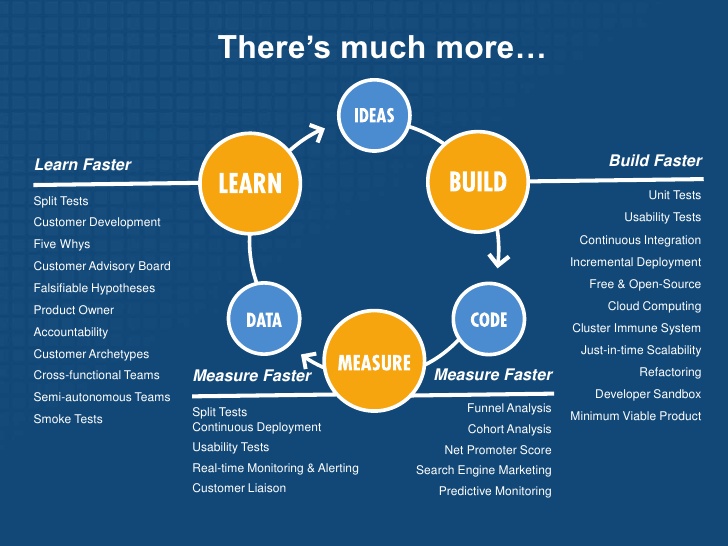 There's much more…
IDEAS
BUILD
CODE
MEASURE
DATA
LEARN
Learn Faster
Split Tests
Customer Development
Five Whys
Customer Advisory Board
Falsifiable Hypotheses
Product Owner
Accountability
Customer Archetypes
Cross-functional Teams
Semi-autonomous Teams
Smoke Tests
Measure Faster
Split Tests
Continuous Deployment
Usability Tests
Real-time Monitoring & Alerting
Customer Liaison
Measure Faster
Funnel Analysis
Cohort Analysis
Net Promoter Score
Search Engine Marketing
Predictive Monitoring
Build Faster
Unit Tests
Usability Tests
Continuous Integration
Incremental Deployment
Free & Open-Source
Cloud Computing
Cluster Immune System
Just-in-time Scalability
Refactoring
Developer Sandbox
Minimum Viable Product